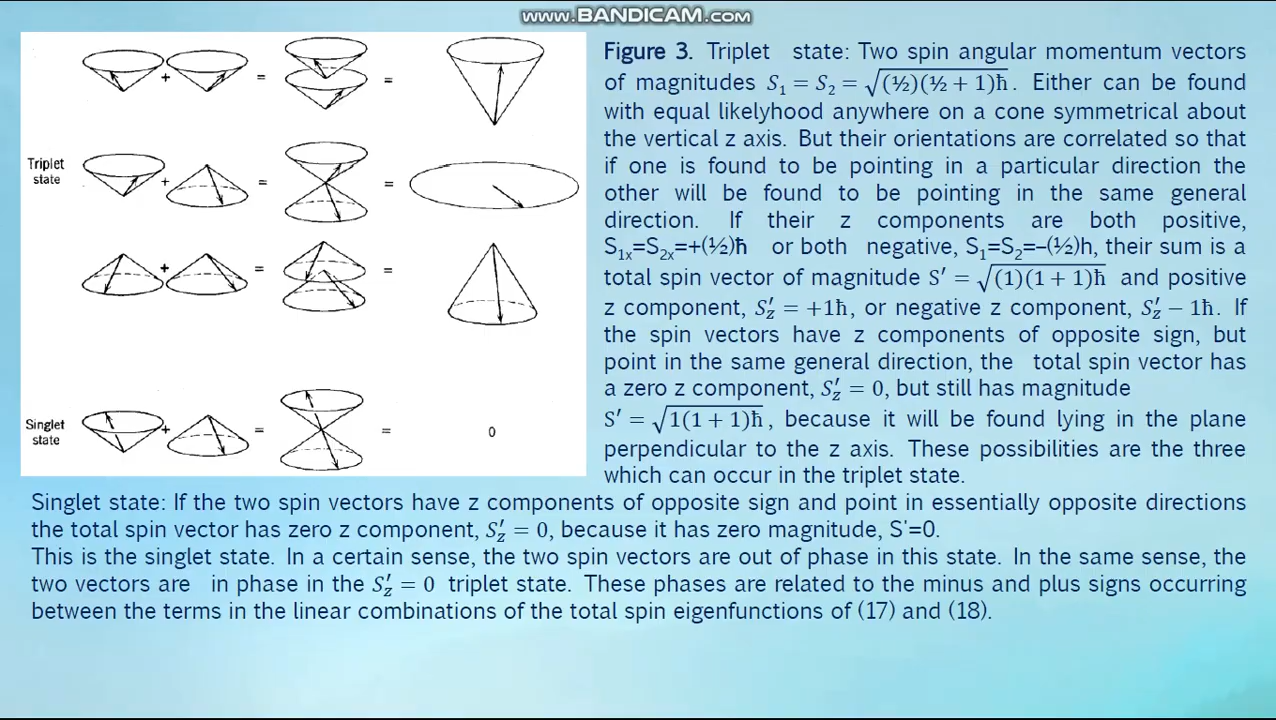 www.BANDICAM.com
Figure 3. Triplet state: Two spin angular momentum vectors
of magnitudes S₁ = S₂ = √(½)(½ + 1)ħ. Either can be found
with equal likelyhood anywhere on a cone symmetrical about
the vertical z axis. But their orientations are correlated so that
if one is found to be pointing in a particular direction the
other will be found to be pointing in the same general
direction. If their z components are both positive,
S₁ₓ=S₂ₓ=+(½)ħ or both negative, S₁=S₂=–(½)h, their sum is a
total spin vector of magnitude S′ = √(1)(1 + 1)ħ and positive
z component, S′z = +1ħ, or negative z component, S′z − 1ħ. If
the spin vectors have z components of opposite sign, but
point in the same general direction, the total spin vector has
a zero z component, S′z = 0, but still has magnitude
S′ = √1(1 + 1)ħ, because it will be found lying in the plane
perpendicular to the z axis. These possibilities are the three
which can occur in the triplet state.
+ = =
Triplet
state
+ = =
+ = =
Singlet
state
+ = = 0
Singlet state: If the two spin vectors have z components of opposite sign and point in essentially opposite directions
the total spin vector has zero z component, S′z = 0, because it has zero magnitude, S'=0.
This is the singlet state. In a certain sense, the two spin vectors are out of phase in this state. In the same sense, the
two vectors are in phase in the S′z = 0 triplet state. These phases are related to the minus and plus signs occurring
between the terms in the linear combinations of the total spin eigenfunctions of (17) and (18).